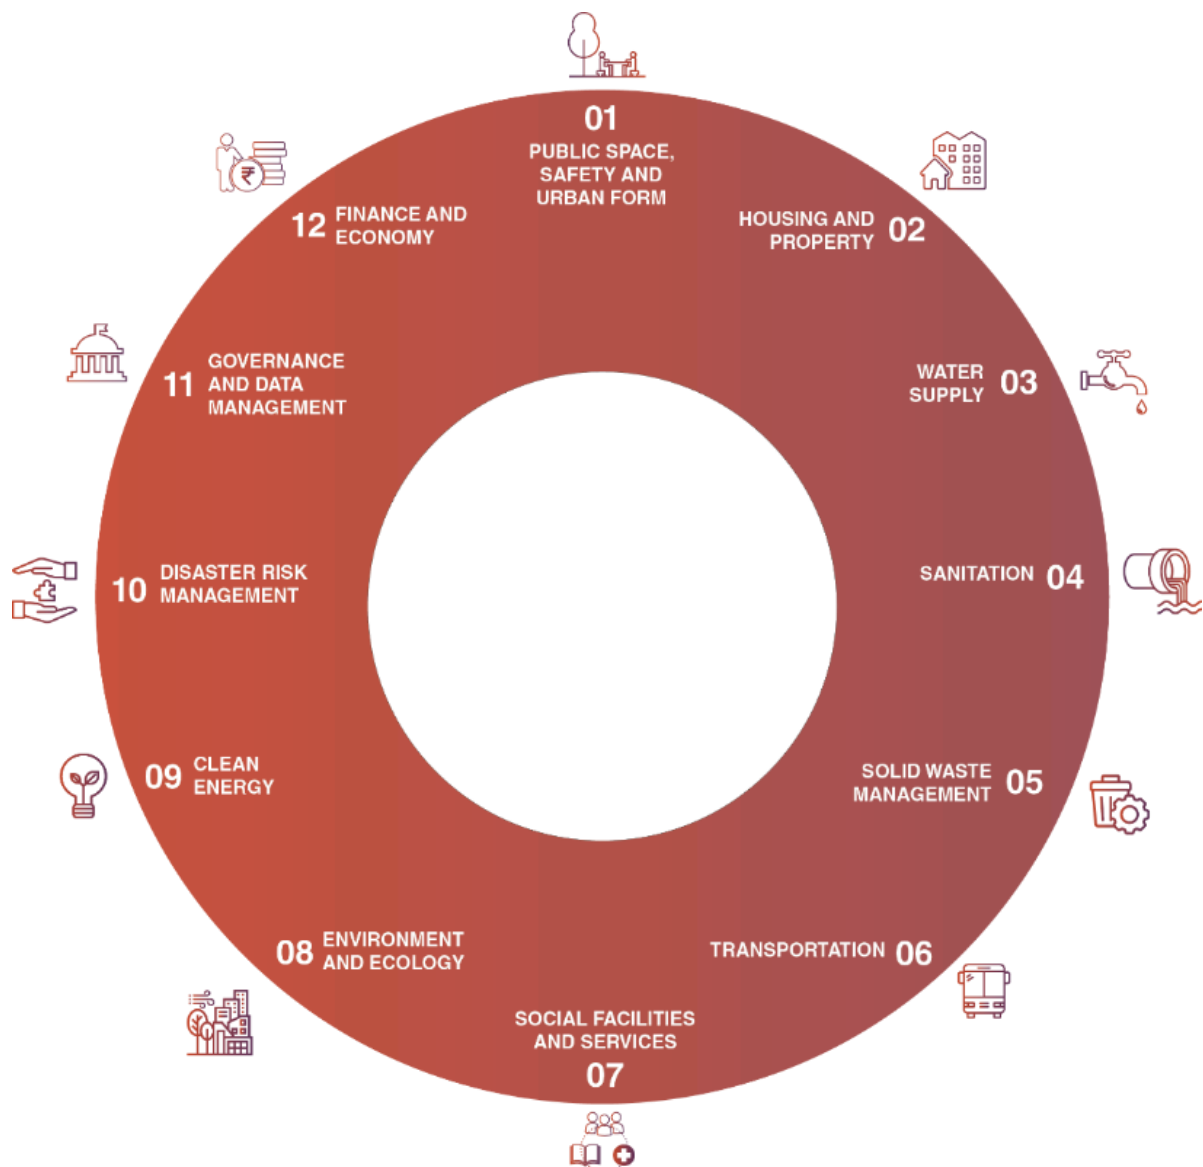 01
PUBLIC SPACE,
SAFETY AND
URBAN FORM
02
HOUSING AND
PROPERTY
03
WATER
SUPPLY
04
SANITATION
05
SOLID WASTE
MANAGEMENT
06
TRANSPORTATION
07
SOCIAL FACILITIES
AND SERVICES
08
ENVIRONMENT
AND ECOLOGY
09
CLEAN
ENERGY
10
DISASTER RISK
MANAGEMENT
11
GOVERNANCE
AND DATA
MANAGEMENT
12
FINANCE AND
ECONOMY
₹